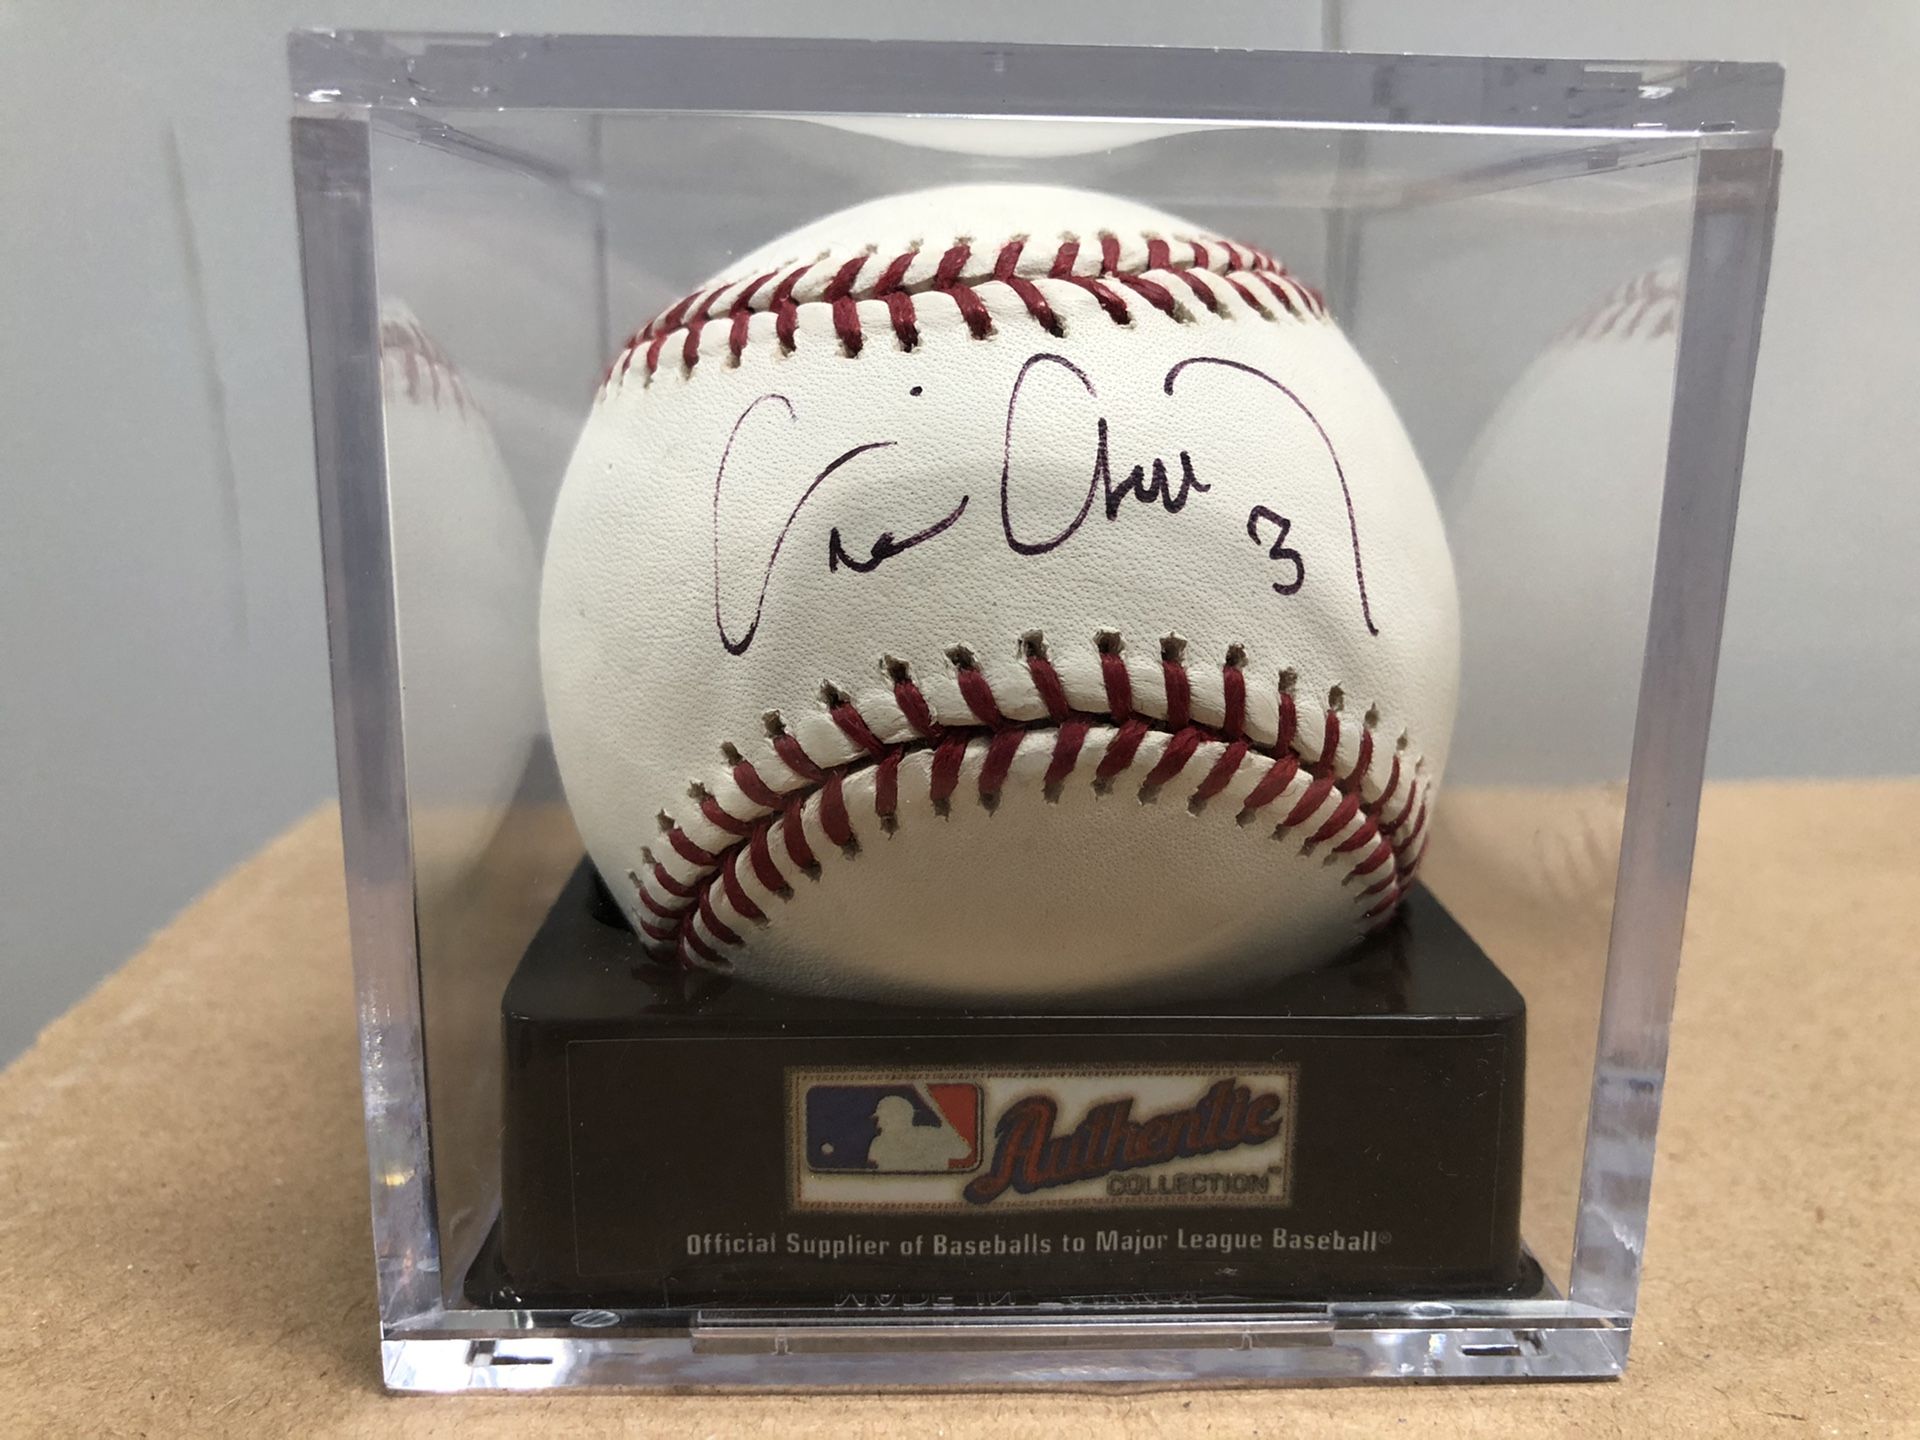 3
Authentic
COLLECTION™
Official Supplier of Baseballs to Major League Baseball®